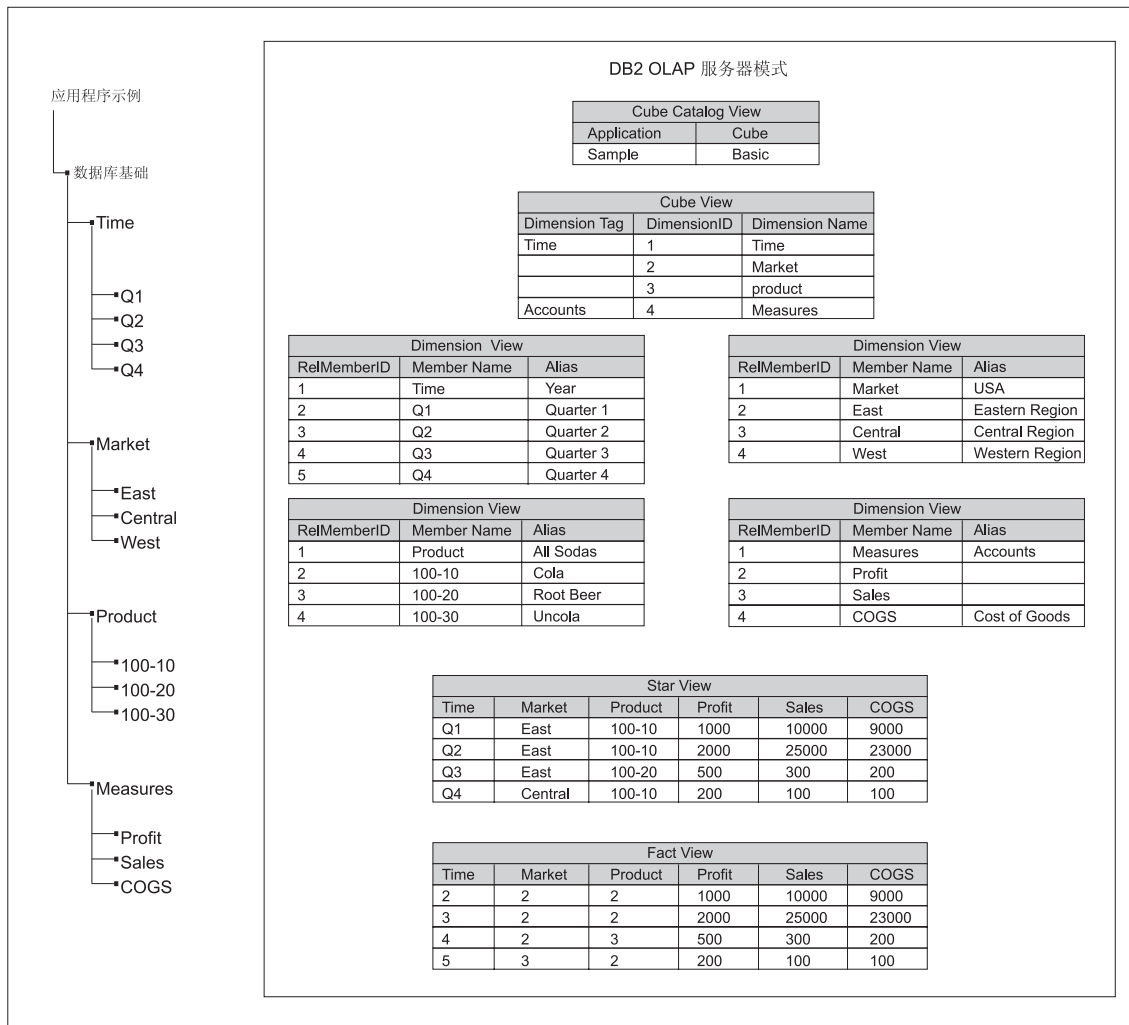 应用程序示例
数据库基础
Time
Q1
Q2
Q3
Q4
Market
East
Central
West
Product
100-10
100-20
100-30
Measures
Profit
Sales
COGS
DB2 OLAP 服务器模式
Cube Catalog View
Application Cube
Sample Basic
Cube View
Dimension Tag DimensionID Dimension Name
Time 1 Time
2 Market
3 product
Accounts 4 Measures
Dimension View
RelMemberID Member Name Alias
1 Time Year
2 Q1 Quarter 1
3 Q2 Quarter 2
4 Q3 Quarter 3
5 Q4 Quarter 4
Dimension View
RelMemberID Member Name Alias
1 Market USA
2 East Eastern Region
3 Central Central Region
4 West Western Region
Dimension View
RelMemberID Member Name Alias
1 Product All Sodas
2 100-10 Cola
3 100-20 Root Beer
4 100-30 Uncola
Dimension View
RelMemberID Member Name Alias
1 Measures Accounts
2 Profit
3 Sales
4 COGS Cost of Goods
Star View
Time Market Product Profit Sales COGS
Q1 East 100-10 1000 10000 9000
Q2 East 100-10 2000 25000 23000
Q3 East 100-20 500 300 200
Q4 Central 100-10 200 100 100
Fact View
Time Market Product Profit Sales COGS
2 2 2 1000 10000 9000
3 2 2 2000 25000 23000
4 2 3 500 300 200
5 3 2 200 100 100